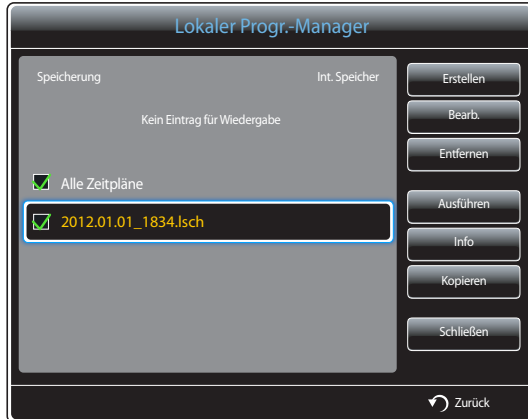 Lokaler Progr.-Manager
Speicherung Int. Speicher
Kein Eintrag für Wiedergabe
Alle Zeitpläne
2012.01.01_1834.lsch
Erstellen
Bearb.
Entfernen
Ausführen
Info
Kopieren
Schließen
Zurück